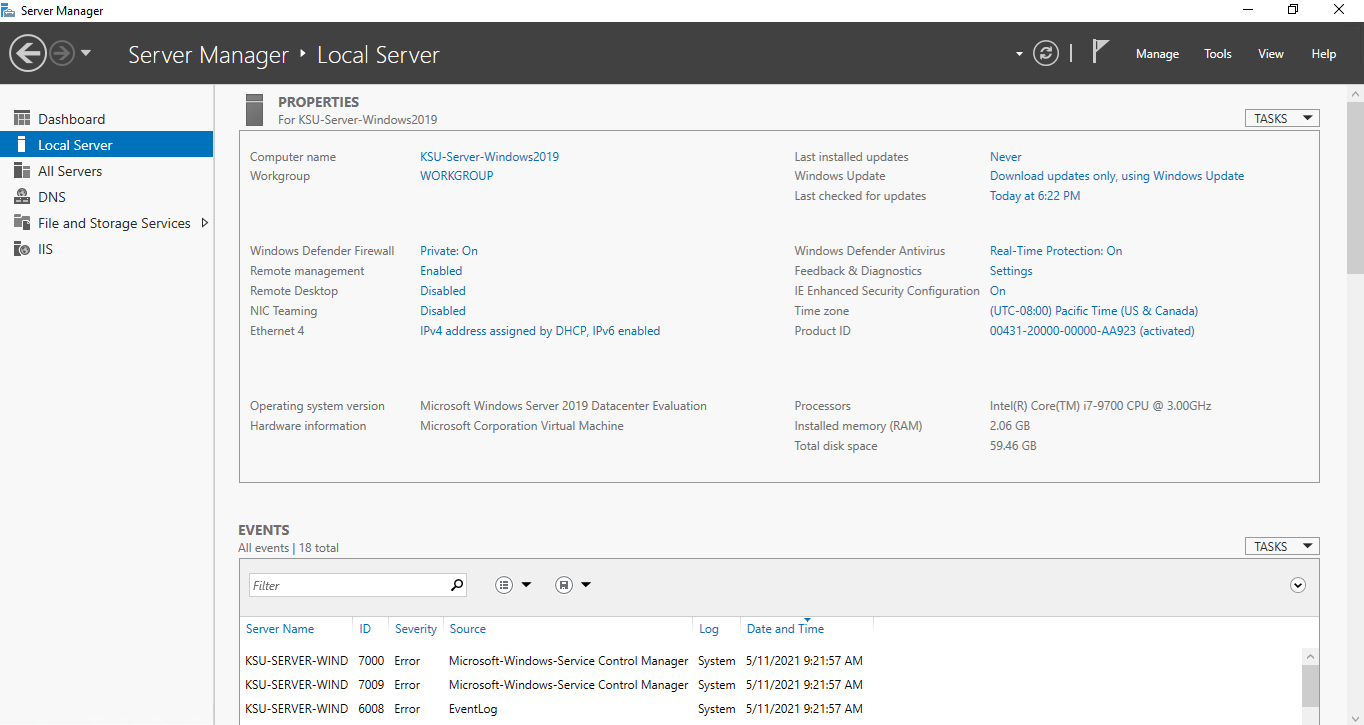 Server Manager
Server Manager ‣ Local Server
Manage Tools View Help
Dashboard
Local Server
All Servers
DNS
File and Storage Services
IIS
PROPERTIES
For KSU-Server-Windows2019
TASKS
Computer name KSU-Server-Windows2019 Last installed updates Never
Workgroup WORKGROUP Windows Update Download updates only, using Windows Update
Last checked for updates Today at 6:22 PM
Windows Defender Firewall Private: On Windows Defender Antivirus Real-Time Protection: On
Remote management Enabled Feedback & Diagnostics Settings
Remote Desktop Disabled IE Enhanced Security Configuration On
NIC Teaming Disabled Time zone (UTC-08:00) Pacific Time (US & Canada)
Ethernet 4 IPv4 address assigned by DHCP, IPv6 enabled Product ID 00431-20000-00000-AA923 (activated)
Operating system version Microsoft Windows Server 2019 Datacenter Evaluation Processors Intel(R) Core(TM) i7-9700 CPU @ 3.00GHz
Hardware information Microsoft Corporation Virtual Machine Installed memory (RAM) 2.06 GB
Total disk space 59.46 GB
EVENTS
All events | 18 total
TASKS
Filter
Server Name ID Severity Source Log Date and Time
KSU-SERVER-WIND 7000 Error Microsoft-Windows-Service Control Manager System 5/11/2021 9:21:57 AM
KSU-SERVER-WIND 7009 Error Microsoft-Windows-Service Control Manager System 5/11/2021 9:21:57 AM
KSU-SERVER-WIND 6008 Error EventLog System 5/11/2021 9:21:57 AM